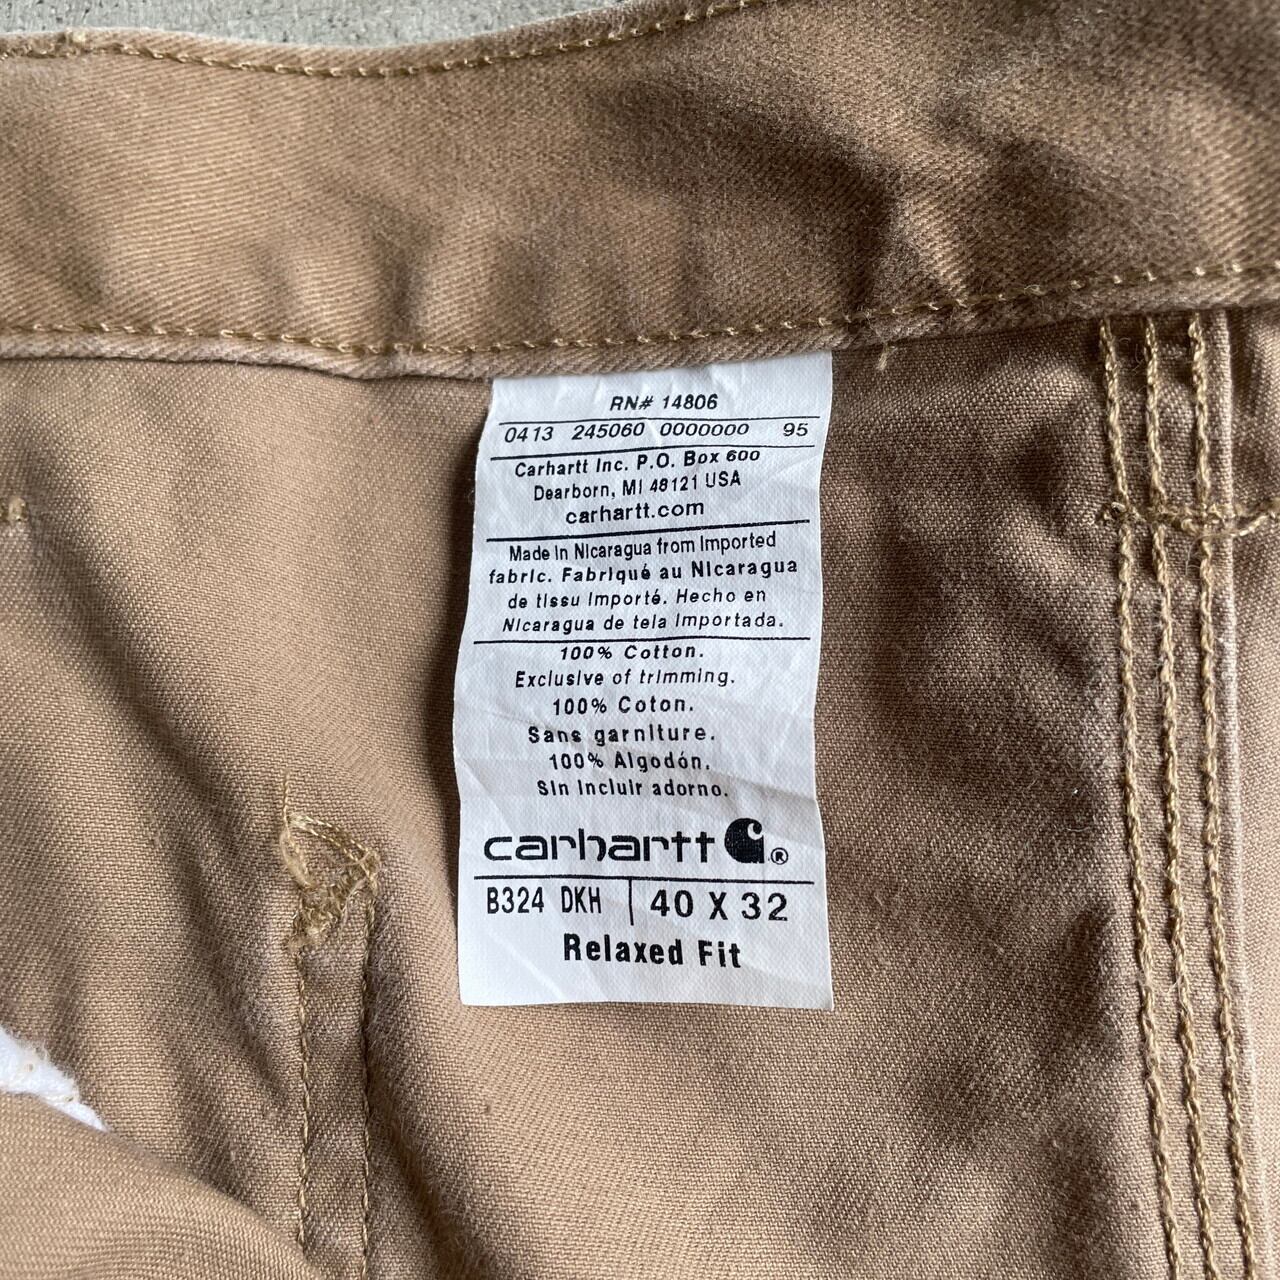 RN# 14806
0413 245060 0000000 95
Carhartt Inc. P.O. Box 600
Dearborn, MI 48121 USA
carhartt.com
Made in Nicaragua from Imported
fabric. Fabriqué au Nicaragua
de tissu importé. Hecho en
Nicaragua de tela importada.
100% Cotton.
Exclusive of trimming.
100% Coton.
Sans garniture.
100% Algodón.
Sin incluir adorno.
carhartt ®
B324 DKH 40 X 32
Relaxed Fit